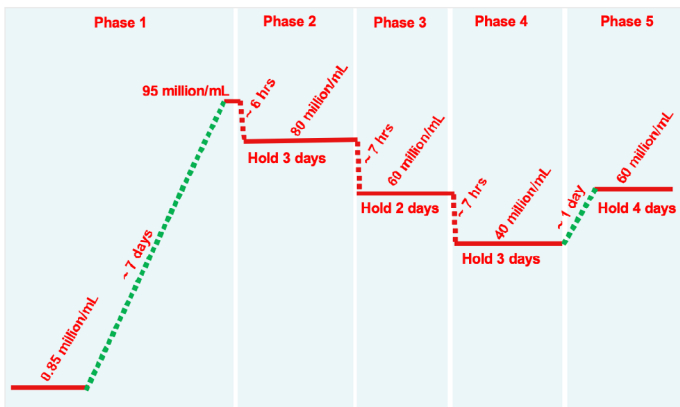 Phase 1
Phase 2
Phase 3
Phase 4
Phase 5
95 million/mL
~ 6 hrs
80 million/mL
Hold 3 days
~ 7 hrs
60 million/mL
Hold 2 days
~ 7 hrs
40 million/mL
Hold 3 days
~ 1 day
60 million/mL
Hold 4 days
~ 7 days
0.85 million/mL